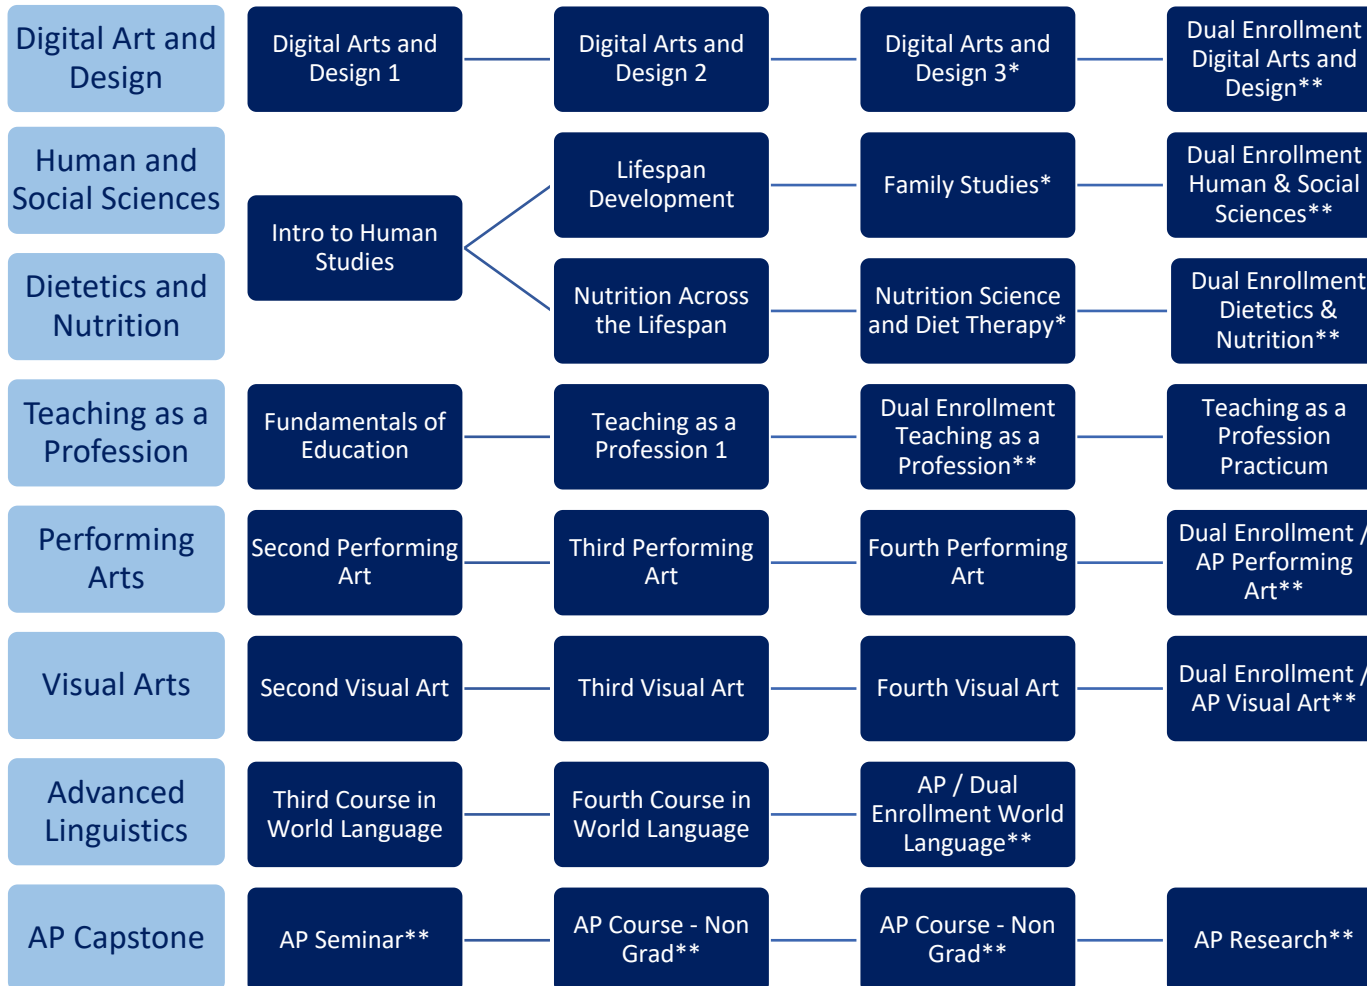 Digital Art and
Design
Digital Arts and
Design 1
Digital Arts and
Design 2
Digital Arts and
Design 3*
Dual Enrollment
Digital Arts and
Design**
Human and
Social Sciences
Intro to Human
Studies
Lifespan
Development
Family Studies*
Dual Enrollment
Human & Social
Sciences**
Dietetics and
Nutrition
Nutrition Across
the Lifespan
Nutrition Science
and Diet Therapy*
Dual Enrollment
Dietetics &
Nutrition**
Teaching as a
Profession
Fundamentals of
Education
Teaching as a
Profession 1
Dual Enrollment
Teaching as a
Profession**
Teaching as a
Profession
Practicum
Performing
Arts
Second Performing
Art
Third Performing
Art
Fourth Performing
Art
Dual Enrollment /
AP Performing
Art**
Visual Arts
Second Visual Art
Third Visual Art
Fourth Visual Art
Dual Enrollment /
AP Visual Art**
Advanced
Linguistics
Third Course in
World Language
Fourth Course in
World Language
AP / Dual
Enrollment World
Language**
AP Capstone
AP Seminar**
AP Course - Non
Grad**
AP Course - Non
Grad**
AP Research**